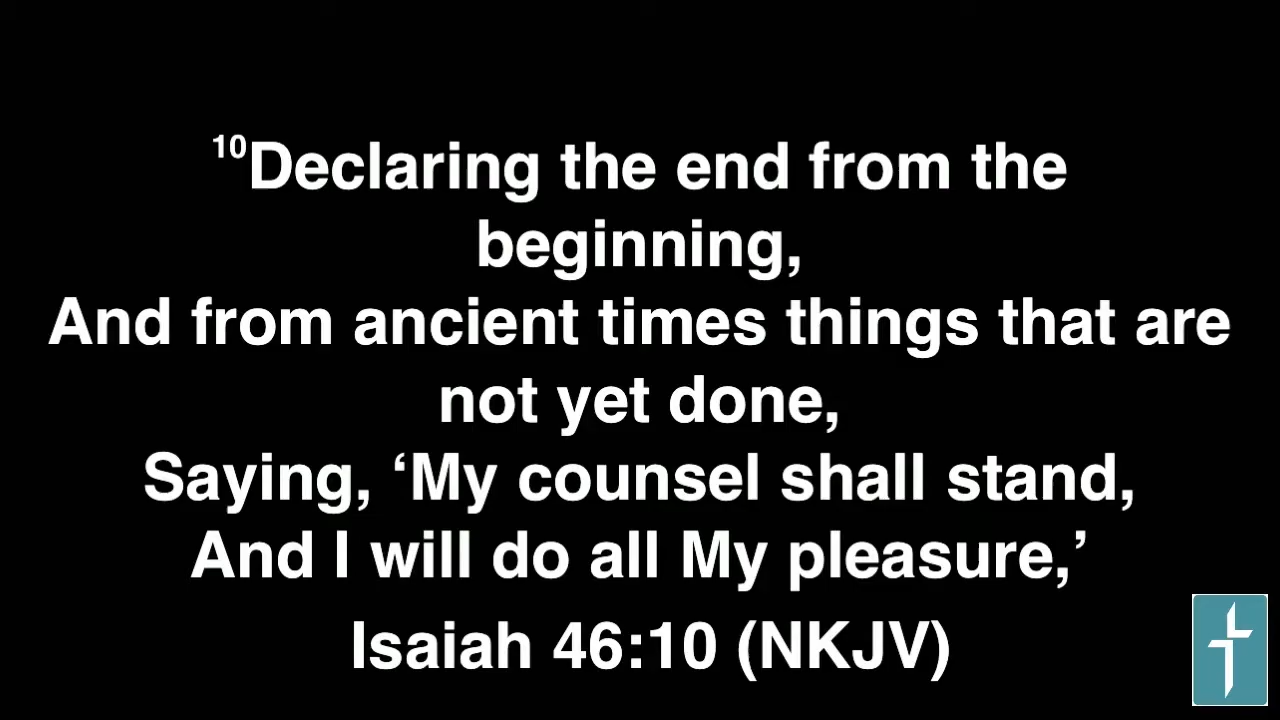 10Declaring the end from the
beginning,
And from ancient times things that are
not yet done,
Saying, ‘My counsel shall stand,
And I will do all My pleasure,’
Isaiah 46:10 (NKJV)